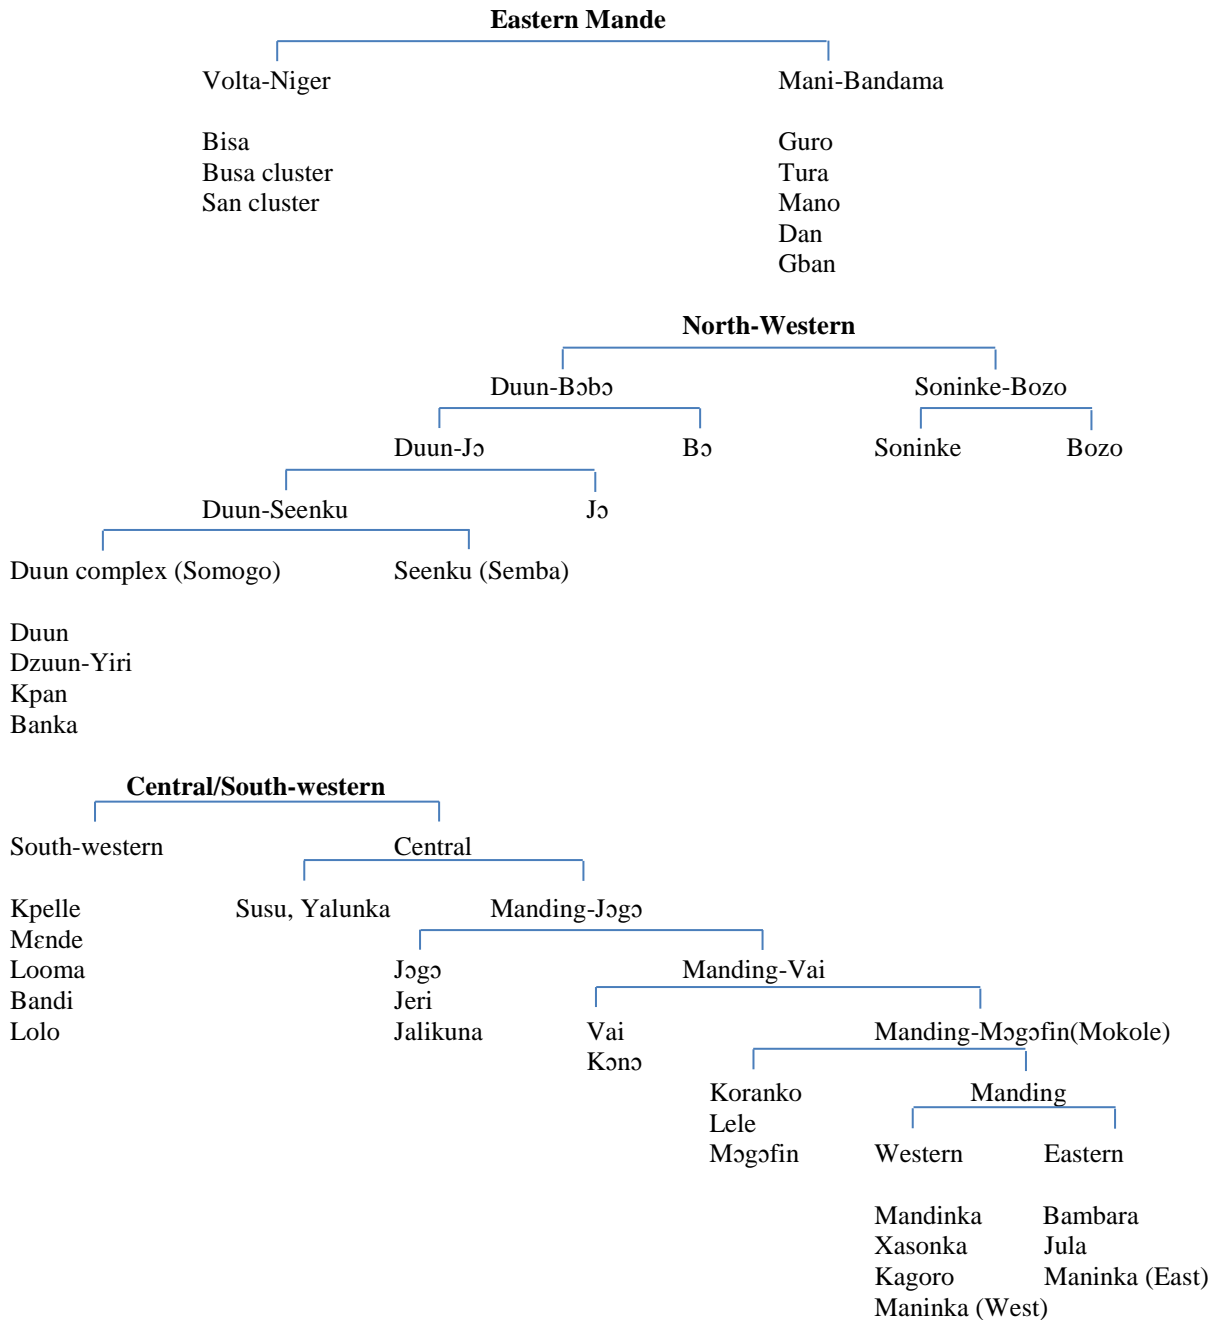 Eastern Mande
Volta-Niger Mani-Bandama
Bisa Guro
Busa cluster Tura
San cluster Mano
Dan
Gban
North-Western
Duun-Bɔbɔ Soninke-Bozo
Duun-Jɔ Bɔ Soninke Bozo
Duun-Seenku Jɔ
Duun complex (Somogo) Seenku (Semba)
Duun
Dzuun-Yiri
Kpan
Banka
Central/South-western
South-western Central
Kpelle Susu, Yalunka Manding-Jɔgɔ
Mɛnde
Looma Jɔgɔ Manding-Vai
Bandi Jeri
Lolo Jalikuna Vai Manding-Mɔgɔfin(Mokole)
Kɔnɔ
Koranko Manding
Lele
Mɔgɔfin Western Eastern
Mandinka Bambara
Xasonka Jula
Kagoro Maninka (East)
Maninka (West)